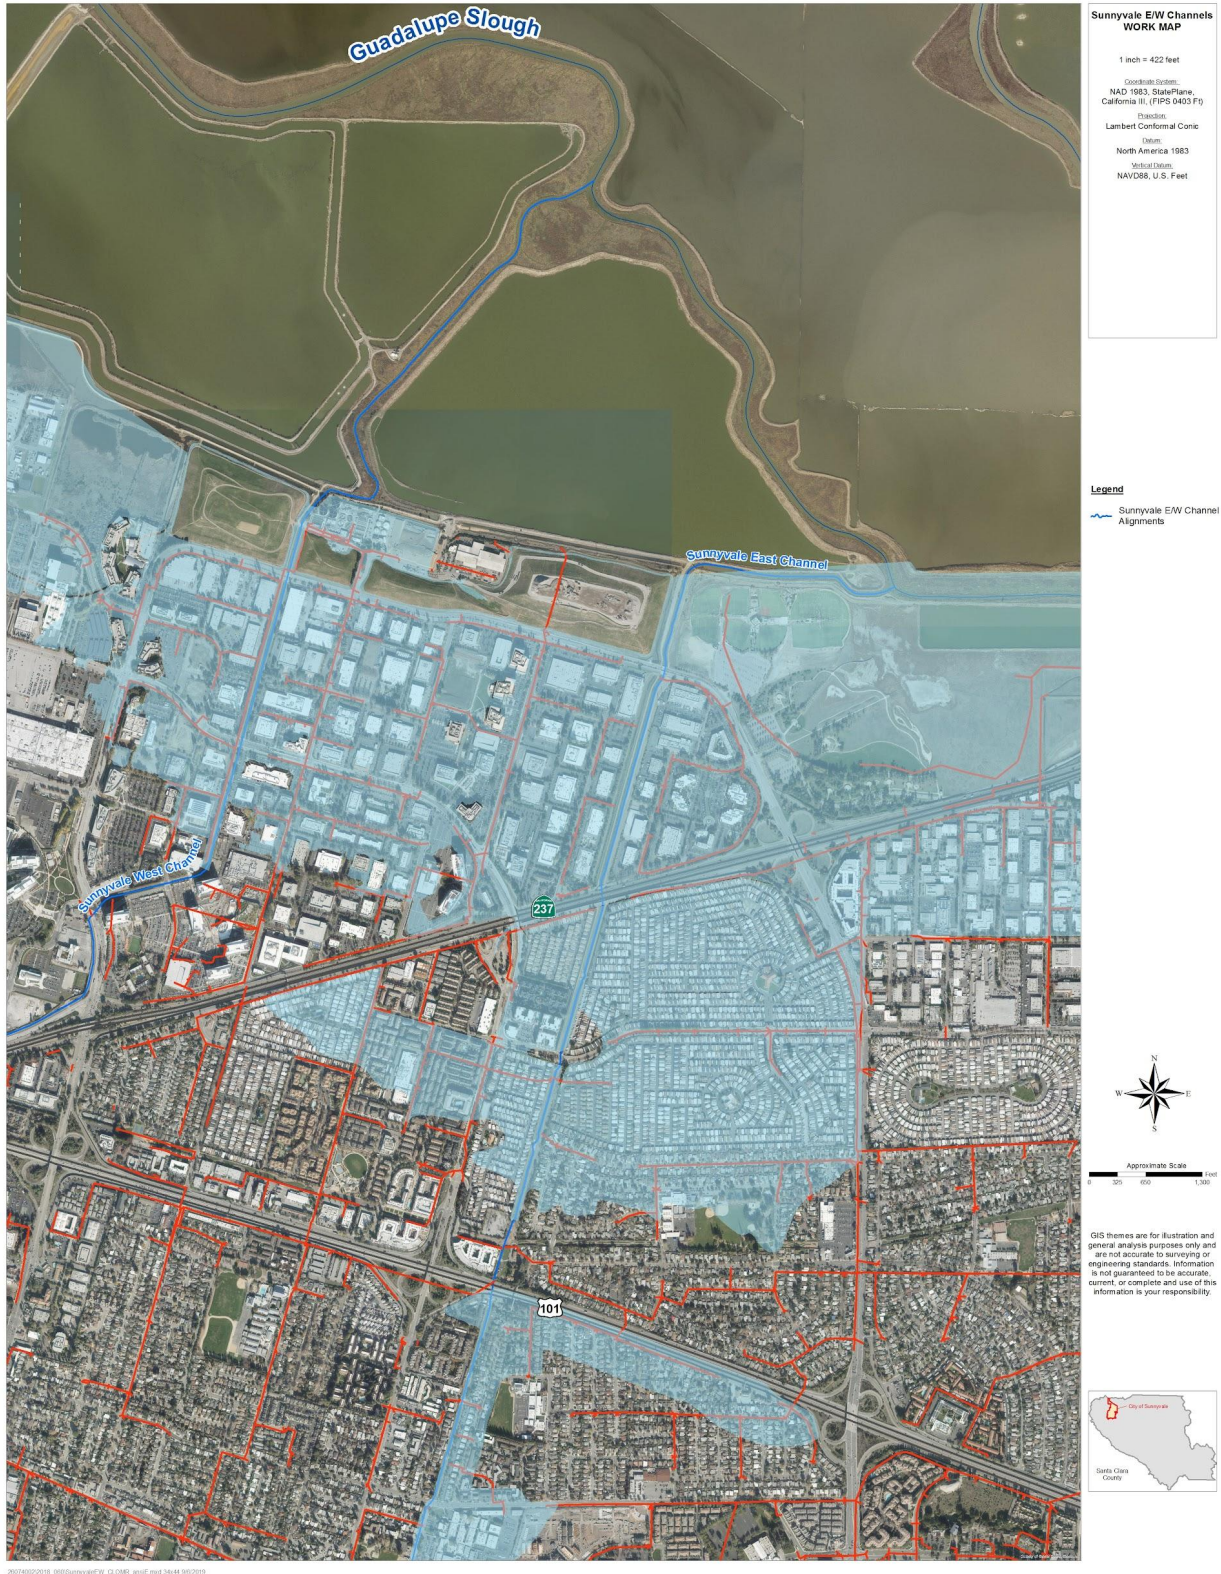 Sunnyvale E/W Channels
WORK MAP
1 inch = 422 feet
Coordinate System:
NAD 1983, StatePlane,
California III, (FIPS 0403 Ft)
Projection:
Lambert Conformal Conic
Datum:
North America 1983
Vertical Datum:
NAVD88, U.S. Feet
Guadalupe Slough
Legend
Sunnyvale E/W Channel
Alignments
Sunnyvale East Channel
Sunnyvale West Channel
237
N
W E
S
Approximate Scale
Feet
0 325 650 1,300
GIS themes are for illustration and
general analysis purposes only and
are not accurate to surveying or
engineering standards. Information
is not guaranteed to be accurate,
current, or complete and use of this
information is your responsibility.
101
City of Sunnyvale
Santa Clara
County